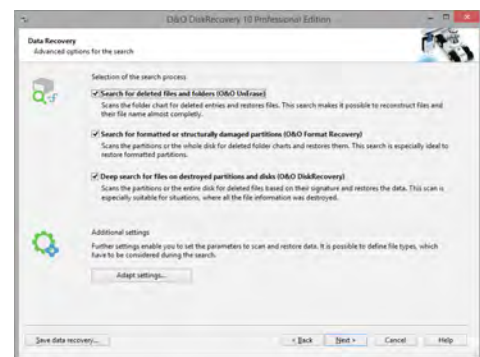 O&O DiskRecovery 10 Professional Edition
Data Recovery
Advanced options for the search
Selection of the search process
Search for deleted files and folders (O&O UnErase)
Scans the folder chart for deleted entries and restores files. This search makes it possible to reconstruct files and
their file name almost completly.
Search for formatted or structurally damaged partitions (O&O Format Recovery)
Scans the partitions or the whole disk for deleted folder charts and restores them. This search is especially ideal to
restore formatted partitions.
Deep search for files on destroyed partitions and disks (O&O DiskRecovery)
Scans the partitions or the entire disk for deleted files based on their signature and restores the data. This scan is
especially suitable for situations, where all the file information was destroyed.
Additional settings
Further settings enable you to set the parameters to scan and restore data. It is possible to define file types, which
have to be considered during the search.
Adapt settings...
Save data recovery... < Back Next > Cancel Help